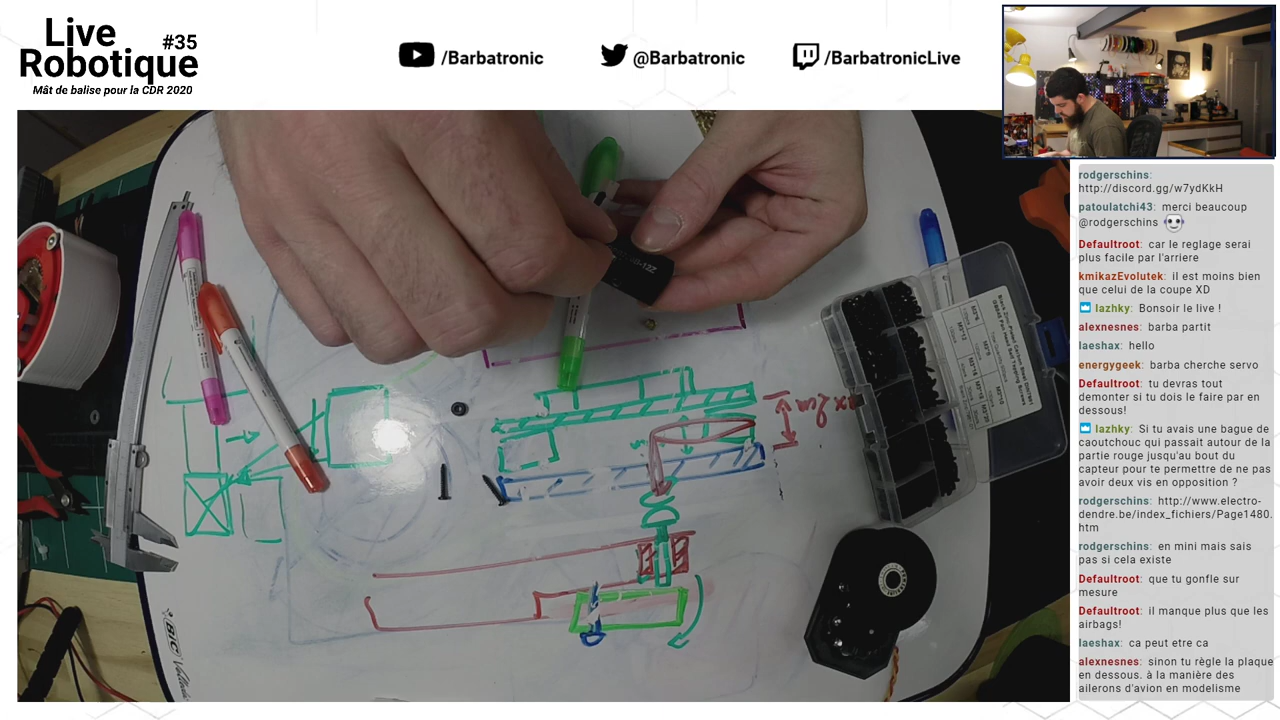 Live
Robotique #35
Mât de balise pour la CDR 2020
/Barbatronic
@Barbatronic
/BarbatronicLive
rodgerschins:
http://discord.gg/w7ydKkH
patoulatchi43: merci beaucoup
@rodgerschins
Defaultroot: car le reglage serai
plus facile par l'arriere
kmikazEvolutek: il est moins bien
que celui de la coupe XD
lazhky: Bonsoir le live !
alexnesnes: barba partit
laeshax: hello
energygeek: barba cherche servo
Defaultroot: tu devras tout
demonter si tu dois le faire par en
dessous!
lazhky: Si tu avais une bague de
caoutchouc qui passait autour de la
partie rouge jusqu'au bout du
capteur pour te permettre de ne pas
avoir deux vis en opposition ?
rodgerschins: http://www.electro-
dendre.be/index_fichiers/Page1480.
htm
rodgerschins: en mini mais sais
pas si cela existe
Defaultroot: que tu gonfle sur
mesure
Defaultroot: il manque plus que les
airbags!
laeshax: ca peut etre ca
alexnesnes: sinon tu règle la plaque
en dessous. à la manière des
ailerons d'avion en modelisme
BIC Velleda